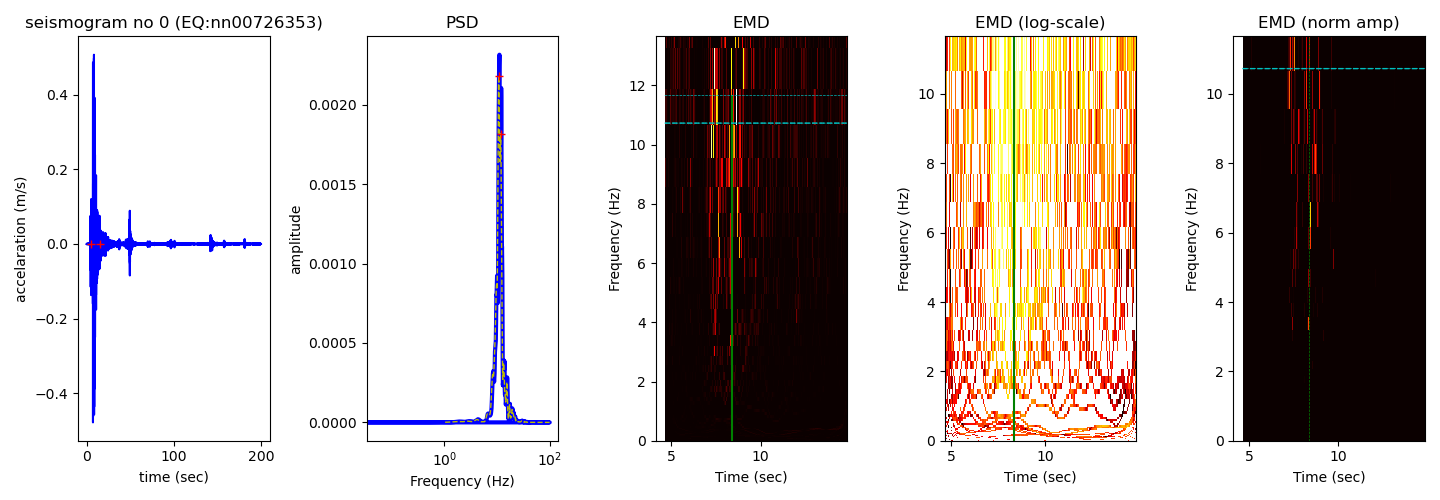 seismogram no 0 (EQ:nn00726353)
accelaration (m/s)
0.4
0.2
0.0
−0.2
−0.4
0
100
200
time (sec)
PSD
amplitude
0.0020
0.0015
0.0010
0.0005
0.0000
10^0
10^2
Frequency (Hz)
EMD
Frequency (Hz)
12
10
8
6
4
2
0
5
10
Time (sec)
EMD (log-scale)
Frequency (Hz)
10
8
6
4
2
0
5
10
Time (sec)
EMD (norm amp)
Frequency (Hz)
10
8
6
4
2
0
5
10
Time (sec)